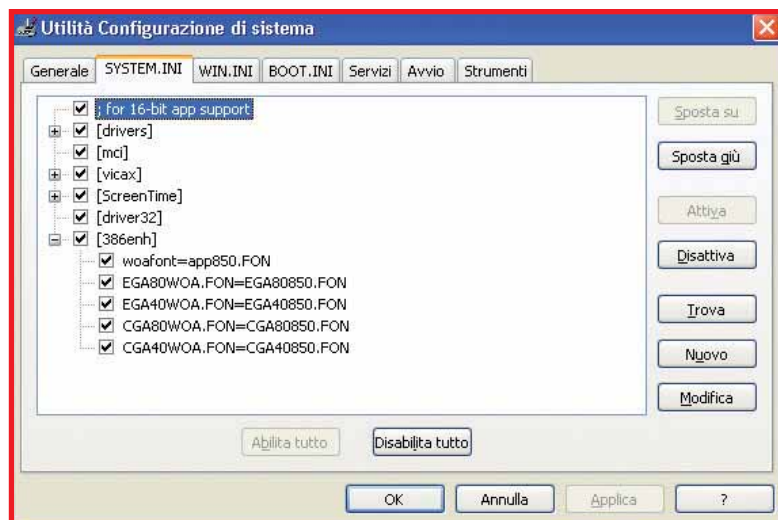 Utilità Configurazione di sistema
Generale SYSTEM.INI WIN.INI BOOT.INI Servizi Avvio Strumenti
; for 16-bit app support
[drivers]
[mci]
[vicax]
[ScreenTime]
[driver32]
[386enh]
woafont=app850.FON
EGA80WOA.FON=EGA80850.FON
EGA40WOA.FON=EGA40850.FON
CGA80WOA.FON=CGA80850.FON
CGA40WOA.FON=CGA40850.FON
Sposta su
Sposta giù
Attiva
Disattiva
Trova
Nuovo
Modifica
Abilita tutto Disabilita tutto
OK Annulla Applica ?